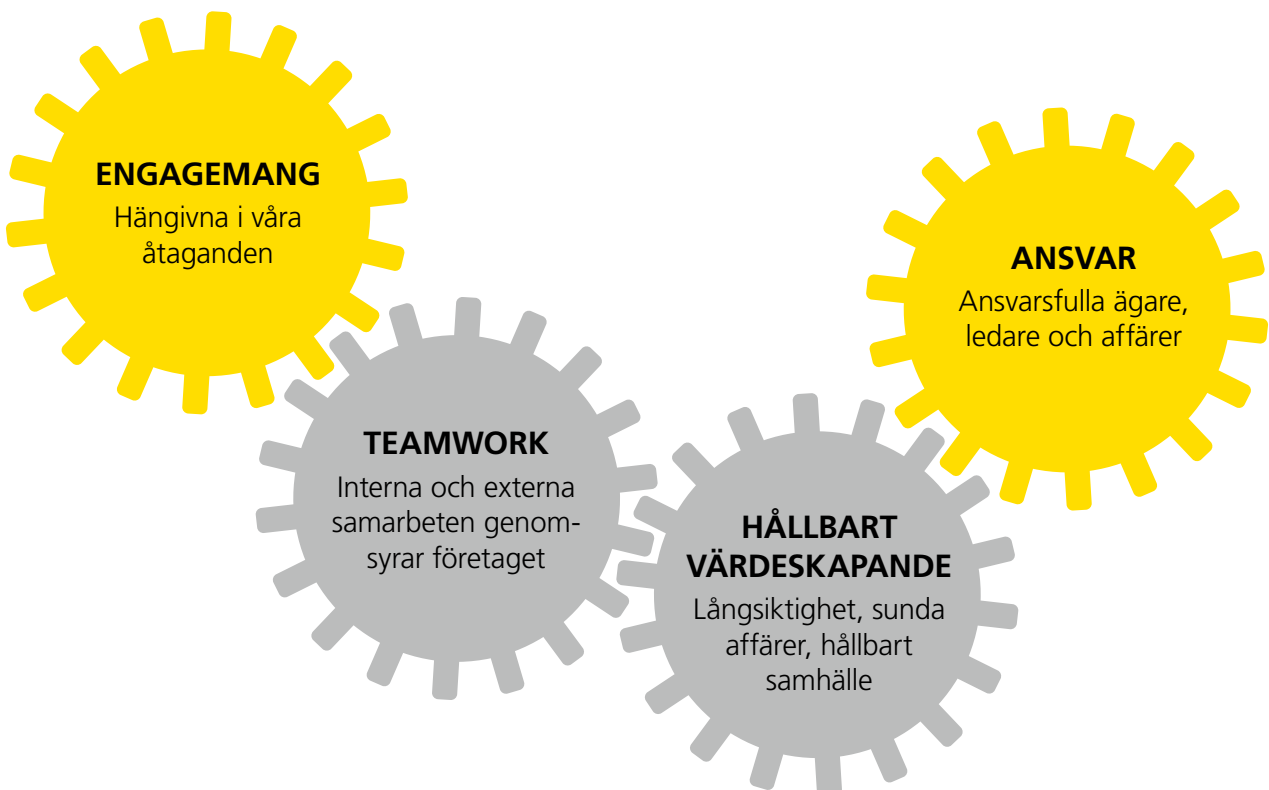 ENGAGEMANG
Hängivna i våra
åtaganden
TEAMWORK
Interna och externa
samarbeten genom-
syrar företaget
HÅLLBART
VÄRDESKAPANDE
Långsiktighet, sunda
affärer, hållbart
samhälle
ANSVAR
Ansvarsfulla ägare,
ledare och affärer